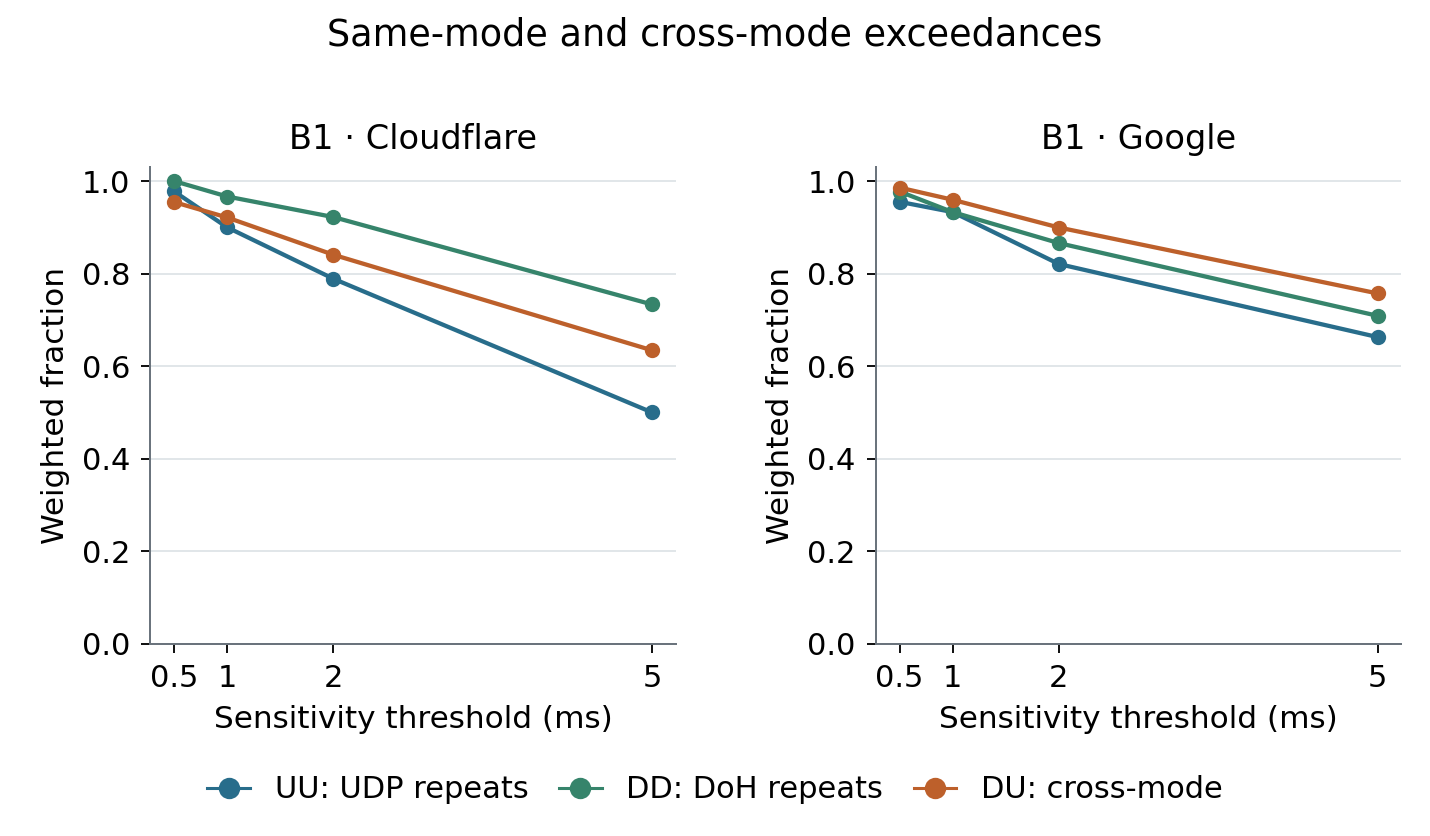 Same-mode and cross-mode exceedances
B1 · Cloudflare
Weighted fraction
1.0
0.8
0.6
0.4
0.2
0.0
0.5 1 2 5
Sensitivity threshold (ms)
B1 · Google
Weighted fraction
1.0
0.8
0.6
0.4
0.2
0.0
0.5 1 2 5
Sensitivity threshold (ms)
UU: UDP repeats DD: DoH repeats DU: cross-mode